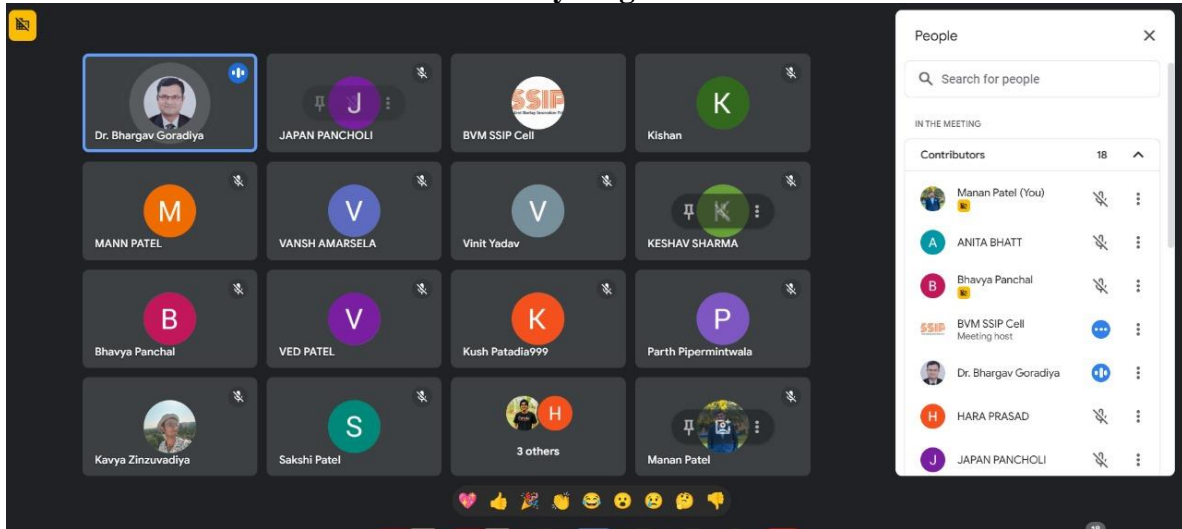 Dr. Bhargav Goradiya
J
JAPAN PANCHOLI
SSIP
BVM SSIP Cell
K
Kishan
M
MANN PATEL
V
VANSH AMARSELA
V
Vinit Yadav
K
KESHAV SHARMA
B
Bhavya Panchal
V
VED PATEL
K
Kush Patadia999
P
Parth Pipermintwala
Kavya Zinzuvadiya
S
Sakshi Patel
H
3 others
Manan Patel
People
Search for people
IN THE MEETING
Contributors 18
Manan Patel (You)
A ANITA BHATT
B Bhavya Panchal
SSIP BVM SSIP Cell
Meeting host
Dr. Bhargav Goradiya
H HARA PRASAD
J JAPAN PANCHOLI